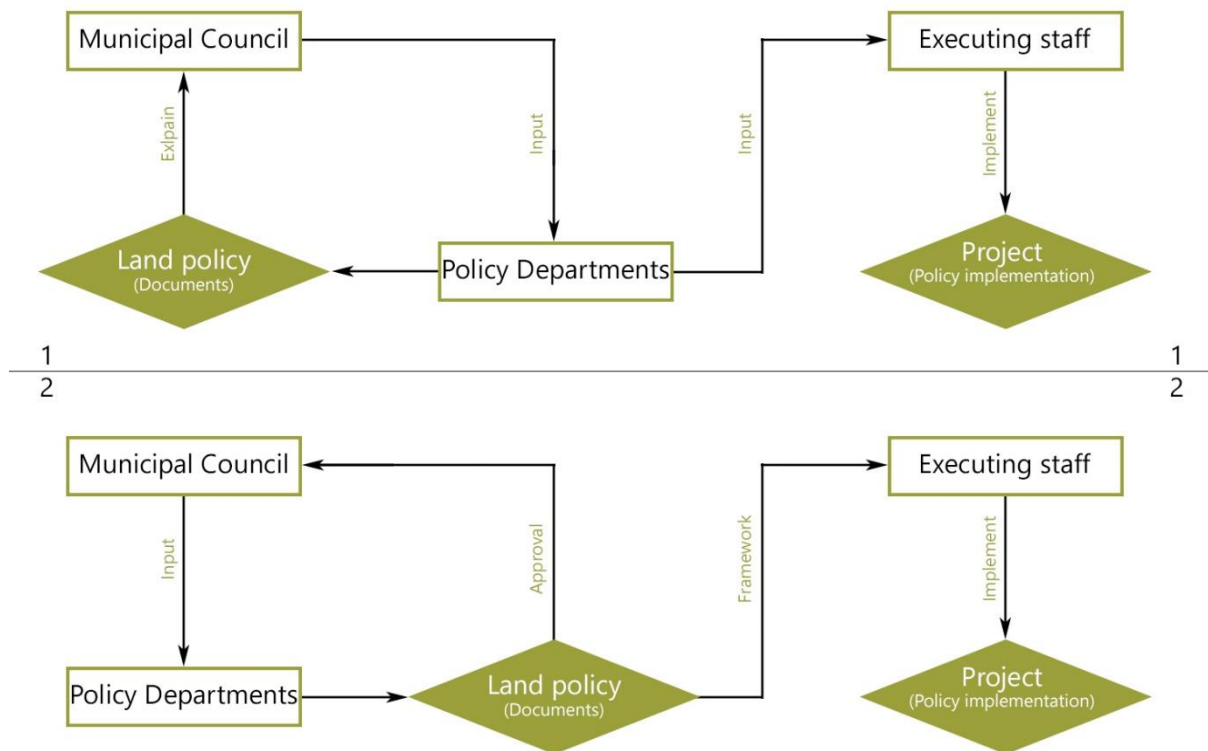 Municipal Council
Executing staff
Exlpain
Input
Input
Implement
Land policy
(Documents)
Policy Departments
Project
(Policy implementation)
1
1
2
2
Municipal Council
Executing staff
Input
Approval
Framework
Implement
Policy Departments
Land policy
(Documents)
Project
(Policy implementation)